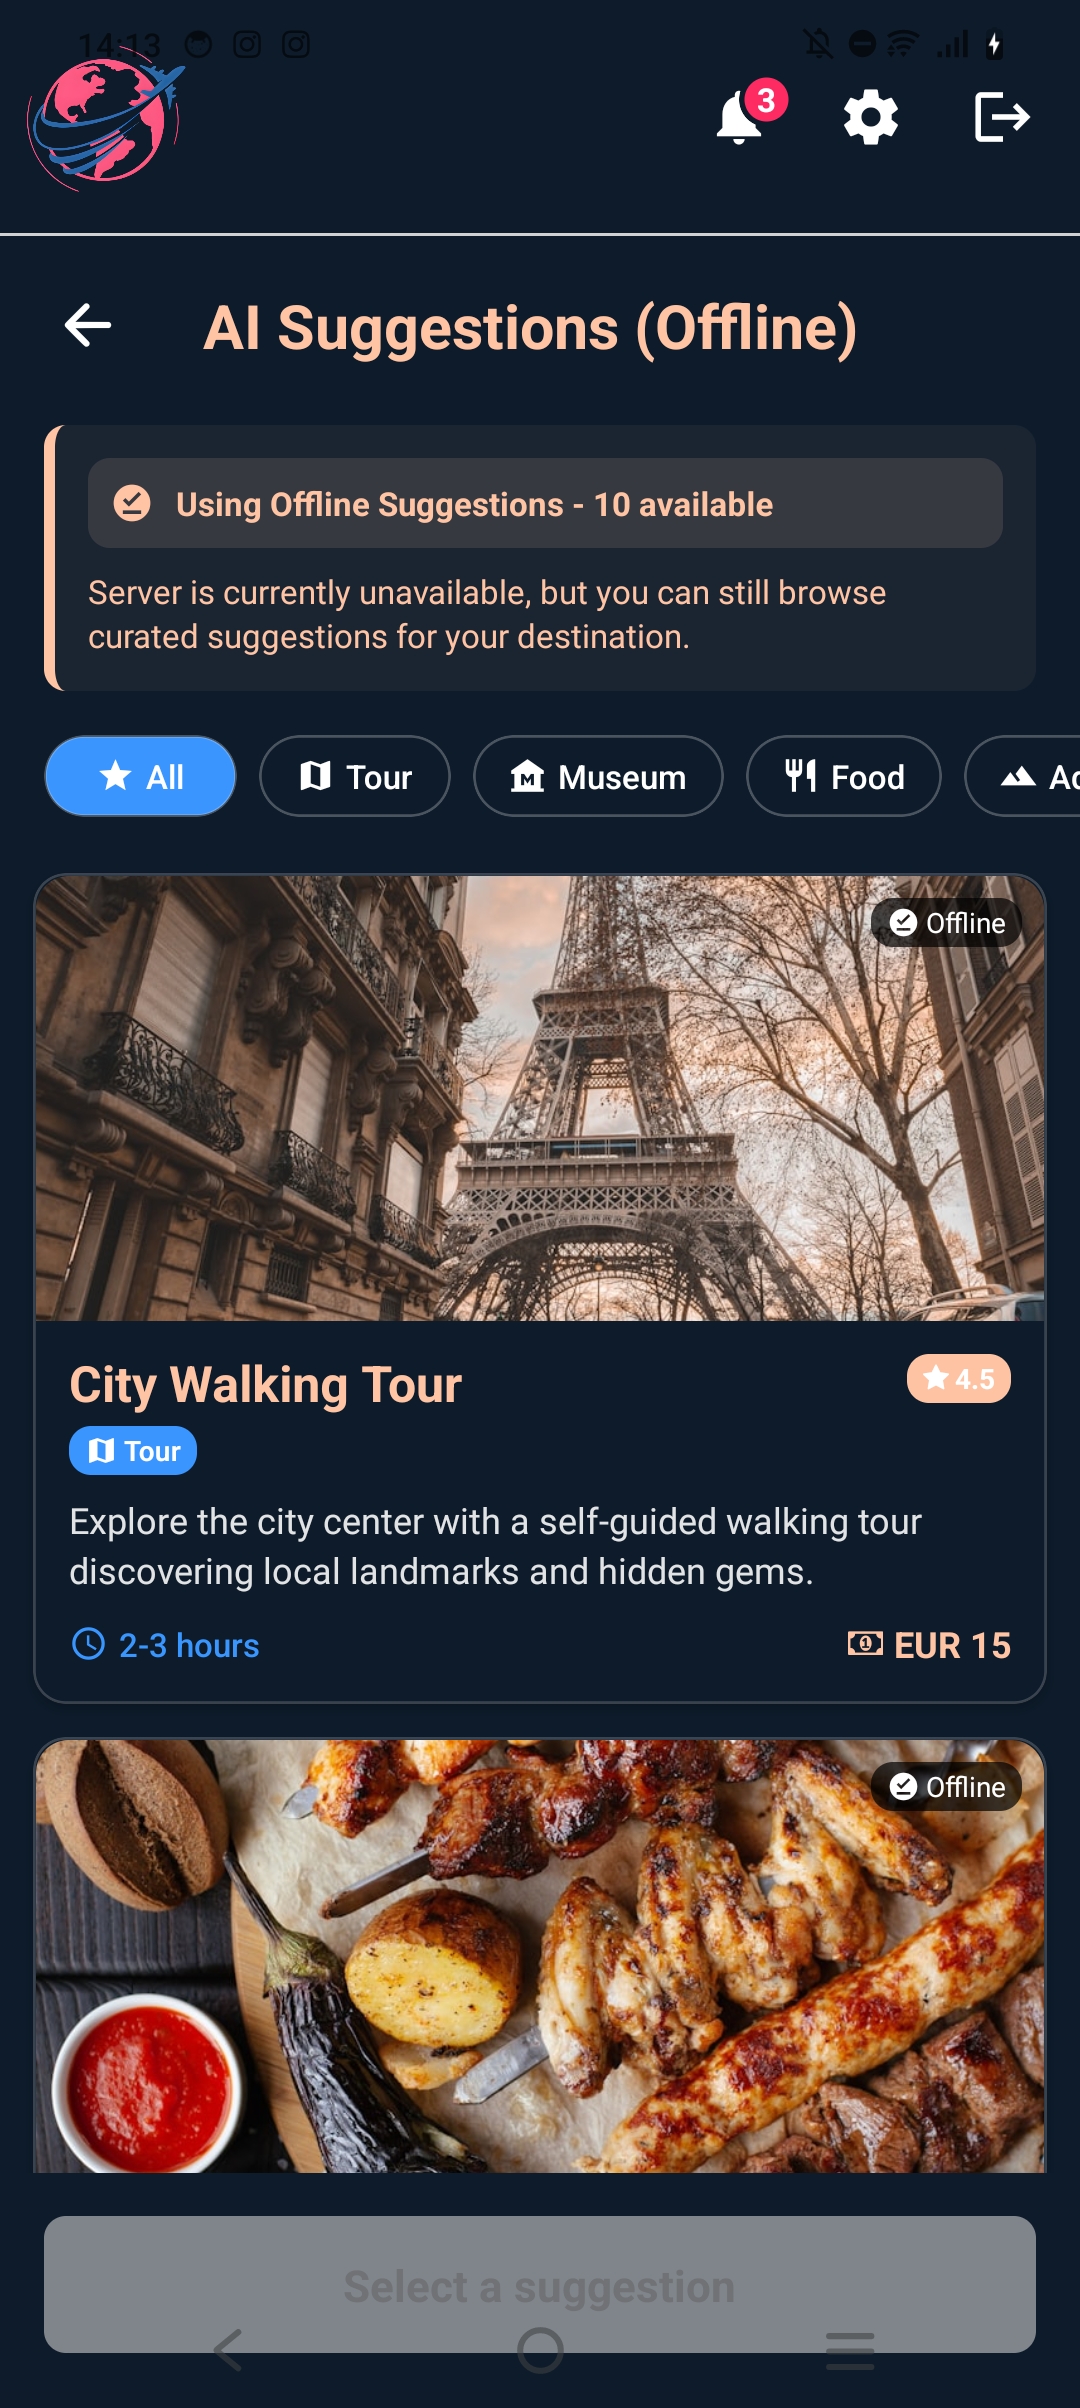 14:13
3
AI Suggestions (Offline)
Using Offline Suggestions - 10 available
Server is currently unavailable, but you can still browse
curated suggestions for your destination.
All
Tour
Museum
Food
Offline
City Walking Tour
4.5
Tour
Explore the city center with a self-guided walking tour
discovering local landmarks and hidden gems.
2-3 hours
EUR 15
Offline
Select a suggestion